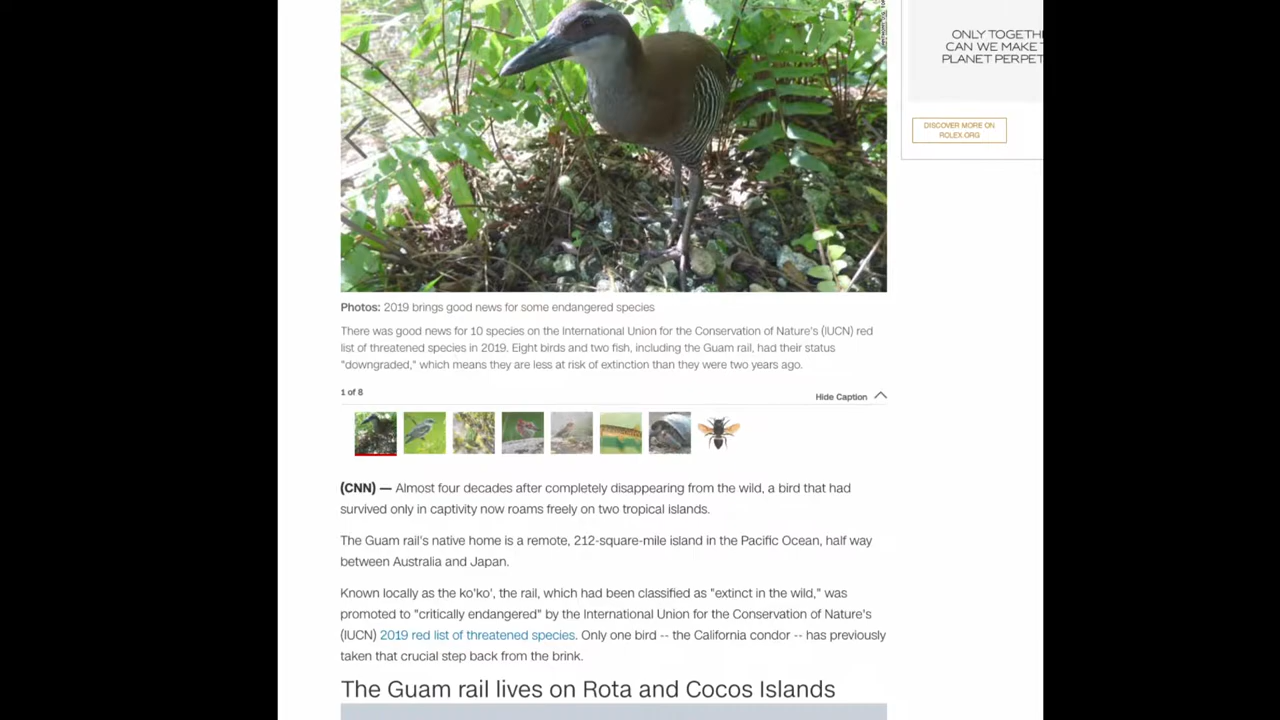 ONLY TOGETH
CAN WE MAKE
PLANET PERPET
DISCOVER MORE ON
ROLEX.ORG
Photos: 2019 brings good news for some endangered species
There was good news for 10 species on the International Union for the Conservation of Nature's (IUCN) red
list of threatened species in 2019. Eight birds and two fish, including the Guam rail, had their status
"downgraded," which means they are less at risk of extinction than they were two years ago.
1 of 8
Hide Caption
(CNN) — Almost four decades after completely disappearing from the wild, a bird that had
survived only in captivity now roams freely on two tropical islands.
The Guam rail's native home is a remote, 212-square-mile island in the Pacific Ocean, half way
between Australia and Japan.
Known locally as the ko'ko', the rail, which had been classified as "extinct in the wild," was
promoted to "critically endangered" by the International Union for the Conservation of Nature's
(IUCN) 2019 red list of threatened species. Only one bird -- the California condor -- has previously
taken that crucial step back from the brink.
The Guam rail lives on Rota and Cocos Islands